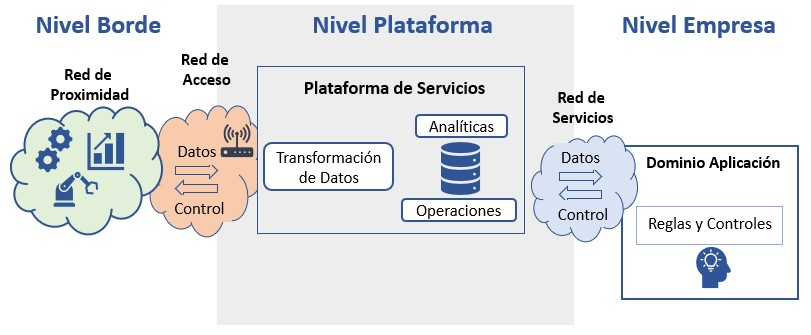 Nivel Borde
Nivel Plataforma
Nivel Empresa
Red de
Proximidad
Red de
Acceso
Datos
Control
Plataforma de Servicios
Transformación
de Datos
Analíticas
Operaciones
Red de
Servicios
Datos
Control
Dominio Aplicación
Reglas y Controles